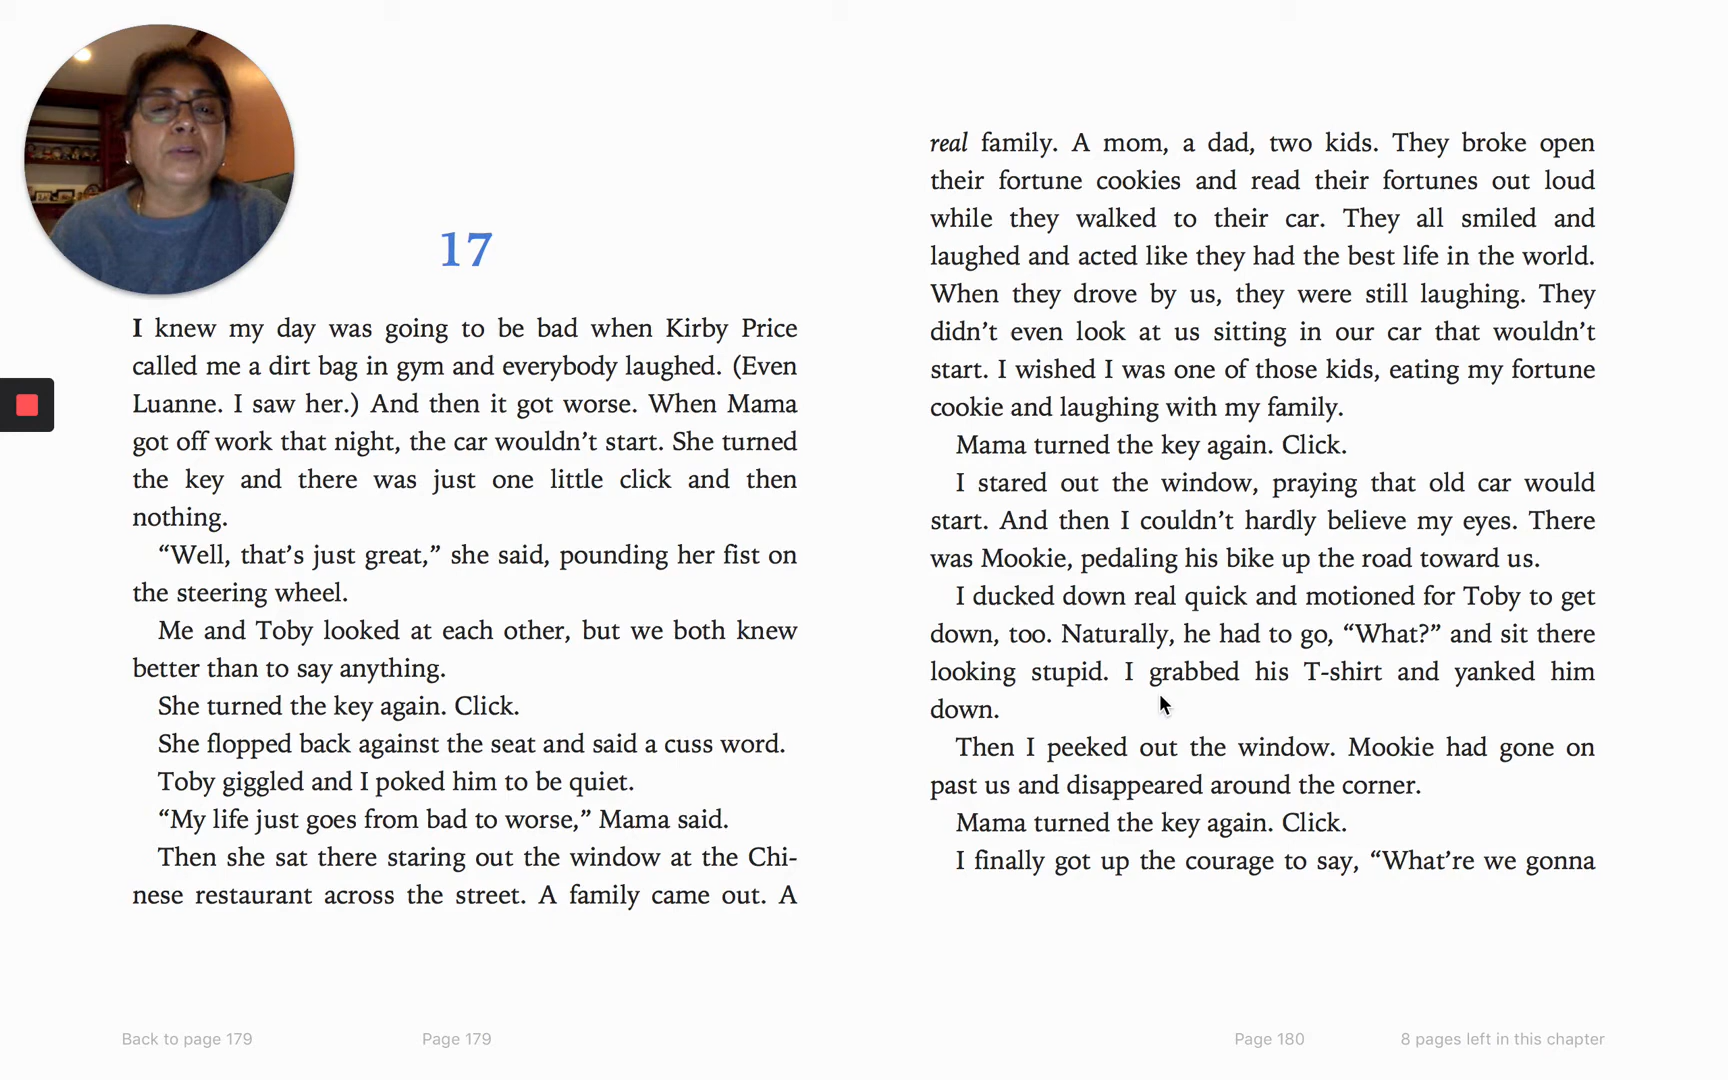 17
I knew my day was going to be bad when Kirby Price
called me a dirt bag in gym and everybody laughed. (Even
Luanne. I saw her.) And then it got worse. When Mama
got off work that night, the car wouldn’t start. She turned
the key and there was just one little click and then
nothing.
“Well, that’s just great,” she said, pounding her fist on
the steering wheel.
Me and Toby looked at each other, but we both knew
better than to say anything.
She turned the key again. Click.
She flopped back against the seat and said a cuss word.
Toby giggled and I poked him to be quiet.
“My life just goes from bad to worse,” Mama said.
Then she sat there staring out the window at the Chi-
nese restaurant across the street. A family came out. A
real family. A mom, a dad, two kids. They broke open
their fortune cookies and read their fortunes out loud
while they walked to their car. They all smiled and
laughed and acted like they had the best life in the world.
When they drove by us, they were still laughing. They
didn’t even look at us sitting in our car that wouldn’t
start. I wished I was one of those kids, eating my fortune
cookie and laughing with my family.
Mama turned the key again. Click.
I stared out the window, praying that old car would
start. And then I couldn’t hardly believe my eyes. There
was Mookie, pedaling his bike up the road toward us.
I ducked down real quick and motioned for Toby to get
down, too. Naturally, he had to go, “What?” and sit there
looking stupid. I grabbed his T-shirt and yanked him
down.
Then I peeked out the window. Mookie had gone on
past us and disappeared around the corner.
Mama turned the key again. Click.
I finally got up the courage to say, “What’re we gonna
Back to page 179
Page 179
Page 180
8 pages left in this chapter